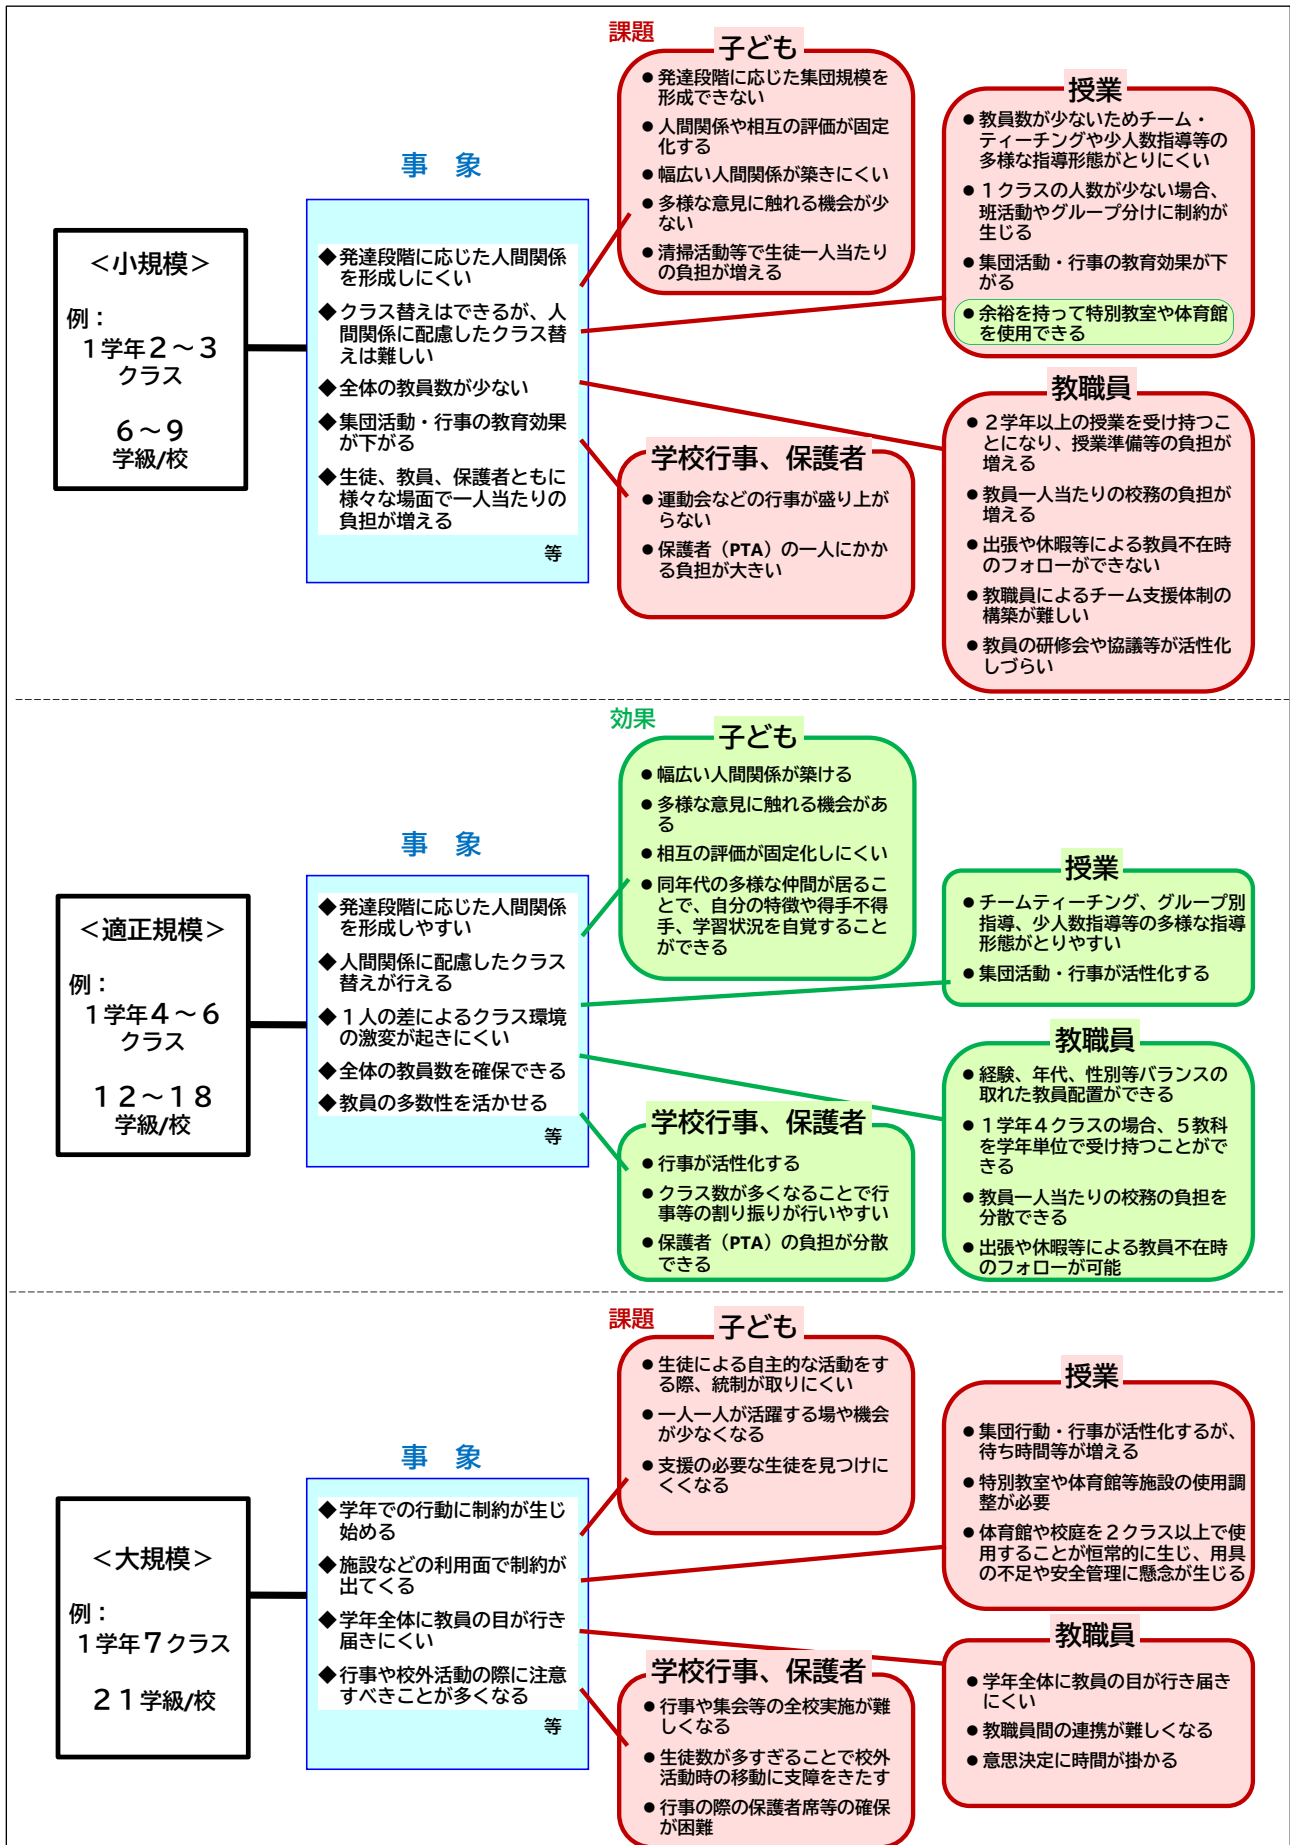 課題
子ども
●発達段階に応じた集団規模を
形成できない
●人間関係や相互の評価が固定
化する
●幅広い人間関係が築きにくい
●多様な意見に触れる機会が少
ない
●清掃活動等で生徒一人当たり
の負担が増える
授業
●教員数が少ないためチーム・
ティーチングや少人数指導等の
多様な指導形態がとりにくい
●１クラスの人数が少ない場合、
班活動やグループ分けに制約が
生じる
●集団活動・行事の教育効果が下
がる
●余裕を持って特別教室や体育館
を使用できる
事　象
＜小規模＞
例：
１学年２～３
クラス
６～９
学級/校
◆発達段階に応じた人間関係
を形成しにくい
◆クラス替えはできるが、人
間関係に配慮したクラス替
えは難しい
◆全体の教員数が少ない
◆集団活動・行事の教育効果
が下がる
◆生徒、教員、保護者ともに
様々な場面で一人当たりの
負担が増える
等
学校行事、保護者
●運動会などの行事が盛り上が
らない
●保護者（PTA）の一人にかか
る負担が大きい
教職員
●２学年以上の授業を受け持つこ
とになり、授業準備等の負担が
増える
●教員一人当たりの校務の負担が
増える
●出張や休暇等による教員不在時
のフォローができない
●教職員によるチーム支援体制の
構築が難しい
●教員の研修会や協議等が活性化
しづらい
効果
子ども
●幅広い人間関係が築ける
●多様な意見に触れる機会があ
る
●相互の評価が固定化しにくい
●同年代の多様な仲間が居るこ
とで、自分の特徴や得手不得
手、学習状況を自覚すること
ができる
授業
●チームティーチング、グループ別
指導、少人数指導等の多様な指導
形態がとりやすい
●集団活動・行事が活性化する
事　象
＜適正規模＞
例：
１学年４～６
クラス
１２～１８
学級/校
◆発達段階に応じた人間関係
を形成しやすい
◆人間関係に配慮したクラス
替えが行える
◆１人の差によるクラス環境
の激変が起きにくい
◆全体の教員数を確保できる
◆教員の多数性を活かせる
等
学校行事、保護者
●行事が活性化する
●クラス数が多くなることで行
事等の割り振りが行いやすい
●保護者（PTA）の負担が分散
できる
教職員
●経験、年代、性別等バランスの
取れた教員配置ができる
●１学年４クラスの場合、５教科
を学年単位で受け持つことがで
きる
●教員一人当たりの校務の負担を
分散できる
●出張や休暇等による教員不在時
のフォローが可能
課題
子ども
●生徒による自主的な活動をす
る際、統制が取りにくい
●一人一人が活躍する場や機会
が少なくなる
●支援の必要な生徒を見つけに
くくなる
授業
●集団行動・行事が活性化するが、
待ち時間等が増える
●特別教室や体育館等施設の使用調
整が必要
●体育館や校庭を２クラス以上で使
用することが恒常的に生じ、用具
の不足や安全管理に懸念が生じる
事　象
＜大規模＞
例：
１学年７クラス
２１学級/校
◆学年での行動に制約が生じ
始める
◆施設などの利用面で制約が
出てくる
◆学年全体に教員の目が行き
届きにくい
◆行事や校外活動の際に注意
すべきことが多くなる
等
学校行事、保護者
●行事や集会等の全校実施が難
しくなる
●生徒数が多すぎることで校外
活動時の移動に支障をきたす
●行事の際の保護者席等の確保
が困難
教職員
●学年全体に教員の目が行き届き
にくい
●教職員間の連携が難しくなる
●意思決定に時間が掛かる